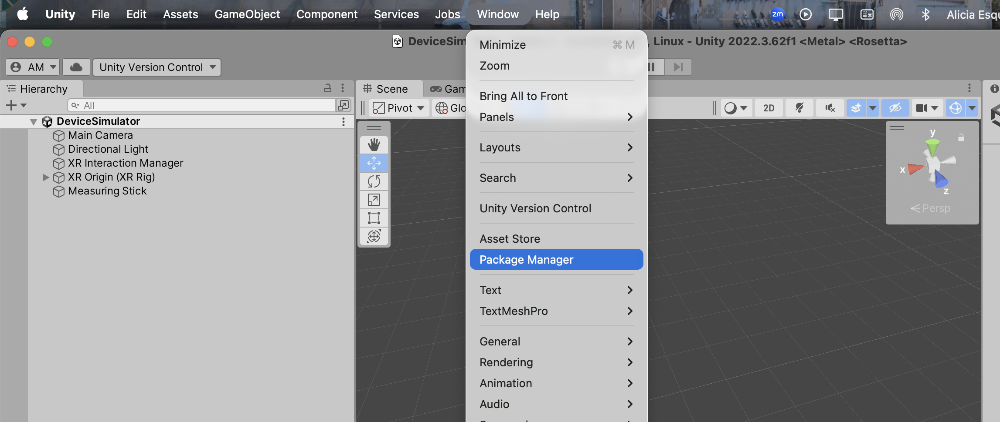 Unity File Edit Assets GameObject Component Services Jobs Window Help zm Alicia Esqu
DeviceSim , Linux - Unity 2022.3.62f1 <Metal> <Rosetta>
AM Unity Version Control
Hierarchy
All
DeviceSimulator
Main Camera
Directional Light
XR Interaction Manager
XR Origin (XR Rig)
Measuring Stick
Scene Gam
Pivot Glo 2D
Minimize ⌘ M
Zoom
Bring All to Front
Panels
Layouts
Search
Unity Version Control
Asset Store
Package Manager
Text
TextMeshPro
General
Rendering
Animation
Audio
y
x
z
Persp